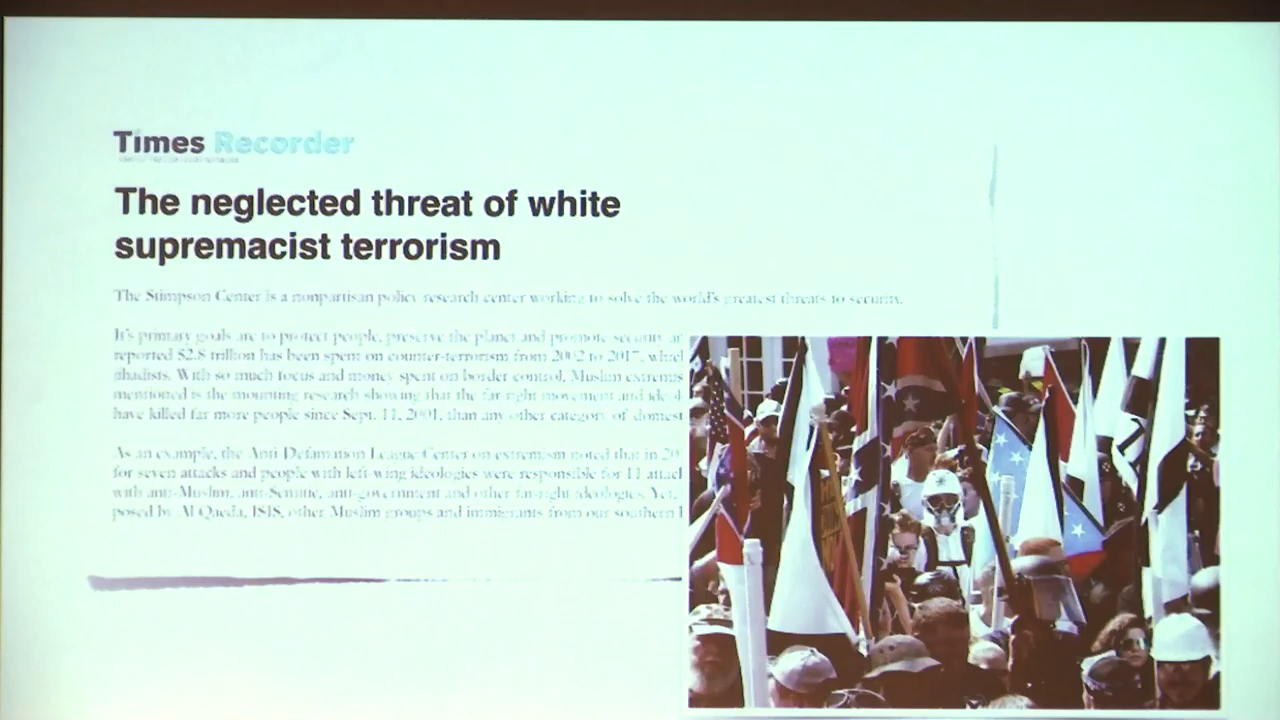 Times Recorder
The neglected threat of white
supremacist terrorism
The Stimpson Center is a nonpartisan policy research center working to solve the world's greatest threats to security.
It's primary goals are to protect people, preserve the planet and promote security
reported $2.8 trillion has been spent on counter-terrorism from 2002 to 2017,
jihadists. With so much focus and money spent on border control, Muslim extremis
mentioned is the mounting research showing that the far right movement and
have killed far more people since Sept. 11, 2001, than any other category of domest
As an example, the Anti Defamation League Center on extremism noted that in 20
for seven attacks and people with left-wing ideologies were responsible for 11 attacl
with anti-Muslim, anti-Semitic, anti-government and other far-right ideologies. Yet,
posed by Al Qaeda, ISIS, other Muslim groups and immigrants from our southern